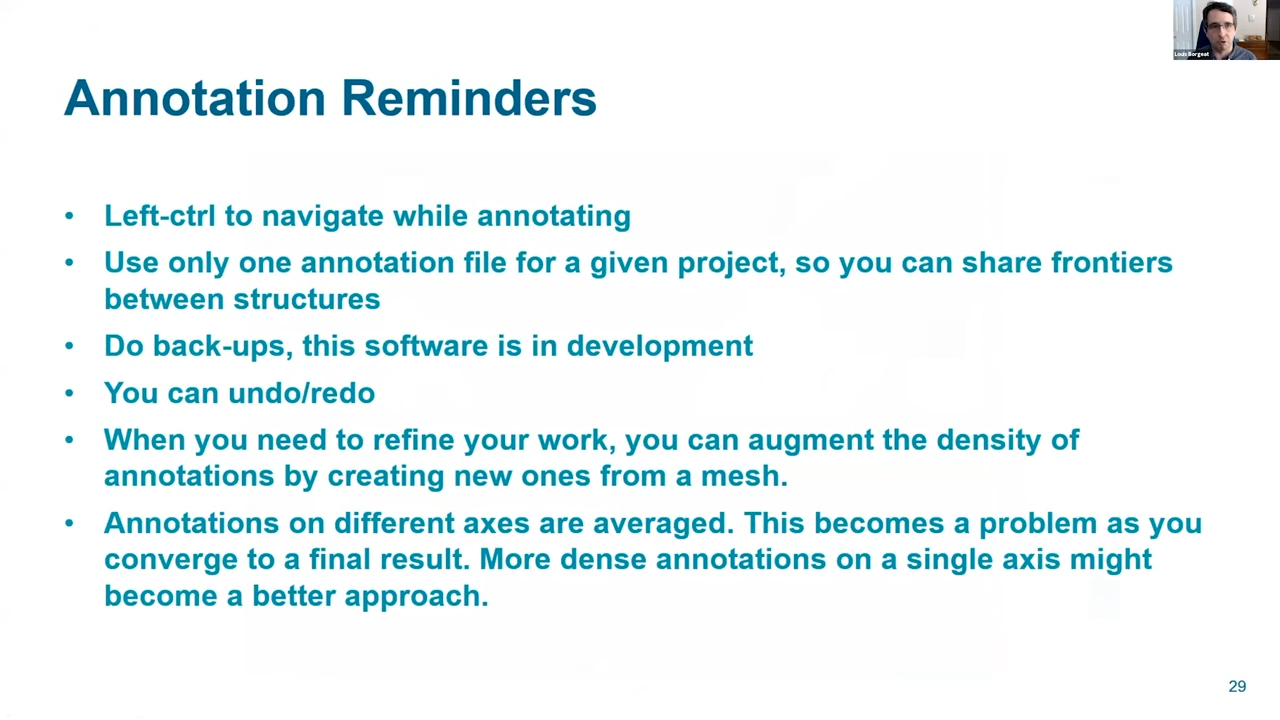 Louis Borgeat
Annotation Reminders
• Left-ctrl to navigate while annotating
• Use only one annotation file for a given project, so you can share frontiers
between structures
• Do back-ups, this software is in development
• You can undo/redo
• When you need to refine your work, you can augment the density of
annotations by creating new ones from a mesh.
• Annotations on different axes are averaged. This becomes a problem as you
converge to a final result. More dense annotations on a single axis might
become a better approach.
29